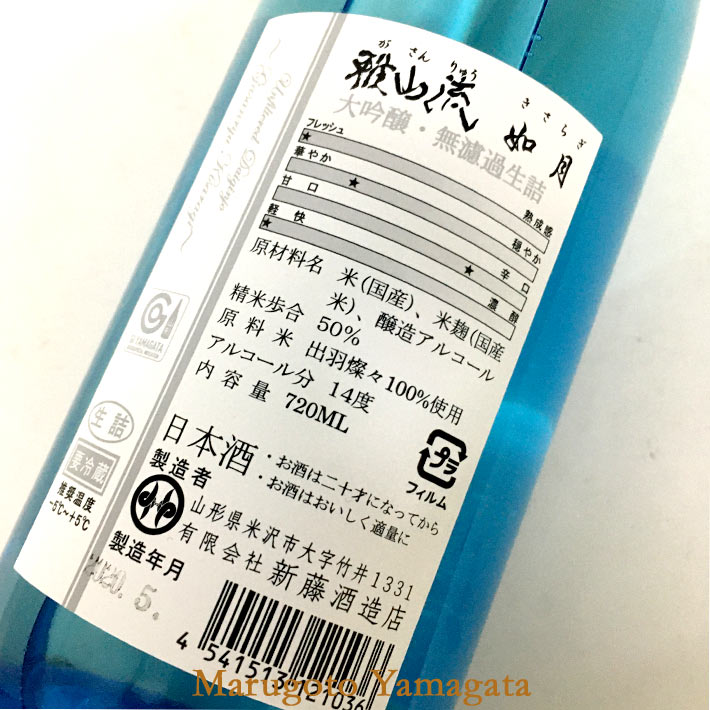 がさんりゅう きさらぎ
雅山流 如月
大吟醸・無濾過生詰
フレッシュ 熟成感
華やか 穏やか
甘口 辛口
軽快 濃醇
原材料名 米(国産)、米麹(国産
米)、醸造アルコール
精米歩合 50%
原料米 出羽燦々100%使用
アルコール分 14度
内容量 720ML
日本酒
・お酒は二十才になってから
・お酒はおいしく適量に
プラ
フィルム
製造者
山形県米沢市大字竹井1331
有限会社 新藤酒造店
製造年月
2020. 5.
YAMAGATA
生詰
要冷蔵
推奨温度
-5℃~+5℃
Marugoto Yamagata